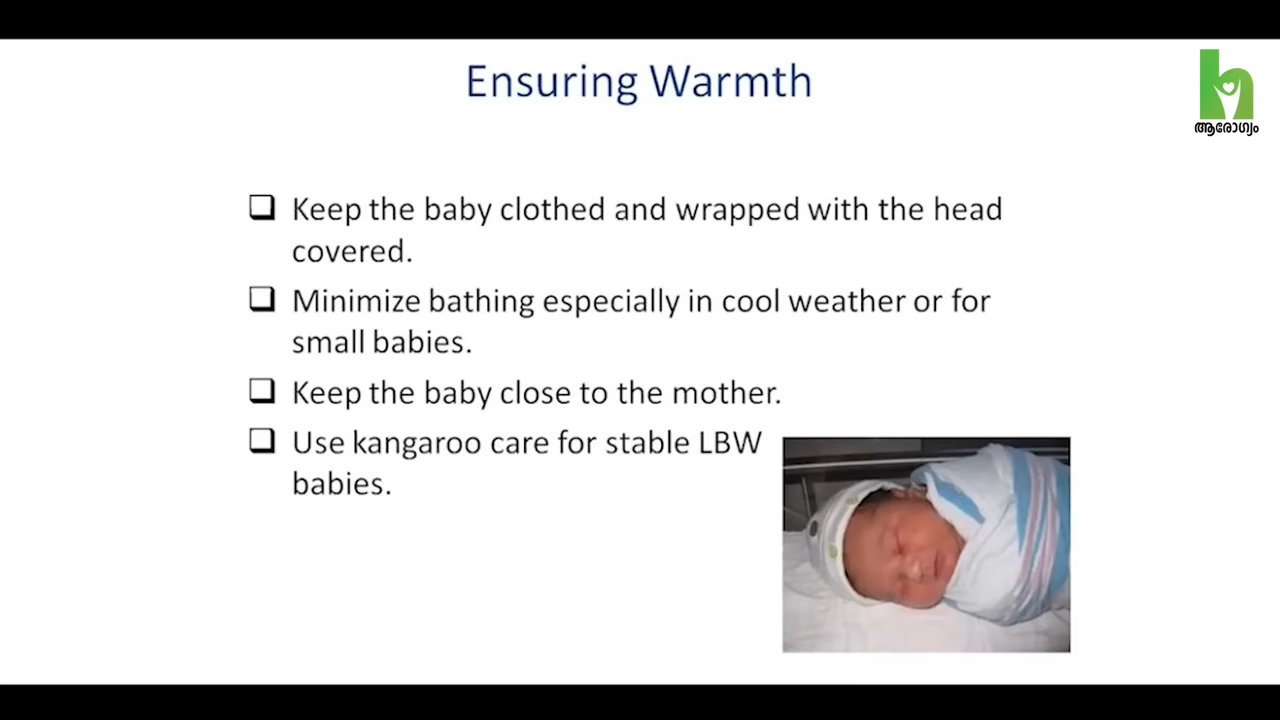 Ensuring Warmth
ആരോഗ്യം
Keep the baby clothed and wrapped with the head
covered.
Minimize bathing especially in cool weather or for
small babies.
Keep the baby close to the mother.
Use kangaroo care for stable LBW
babies.